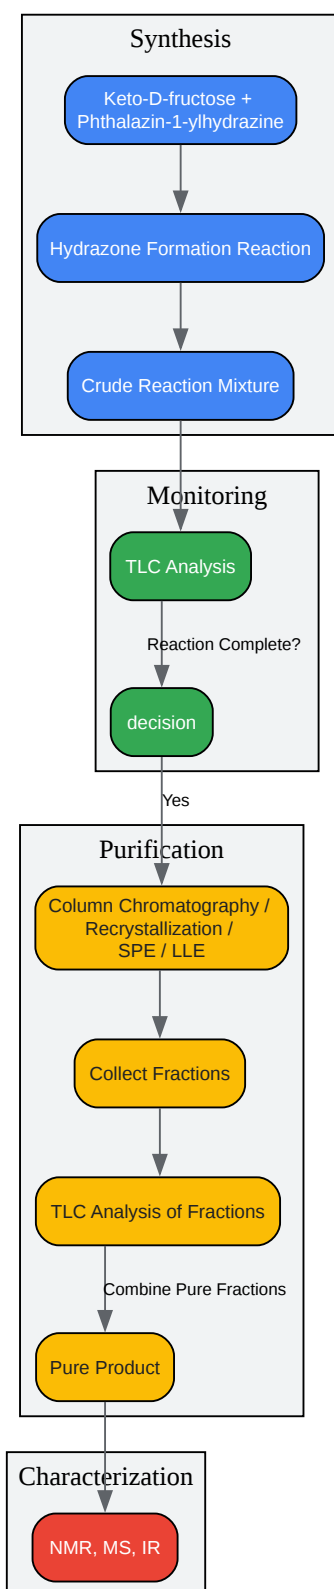 Synthesis
Keto-D-fructose +
Phthalazin-1-ylhydrazine
Hydrazone Formation Reaction
Crude Reaction Mixture
Monitoring
TLC Analysis
Reaction Complete?
decision
Yes
Purification
Column Chromatography /
Recrystallization /
SPE / LLE
Collect Fractions
TLC Analysis of Fractions
Combine Pure Fractions
Pure Product
Characterization
NMR, MS, IR